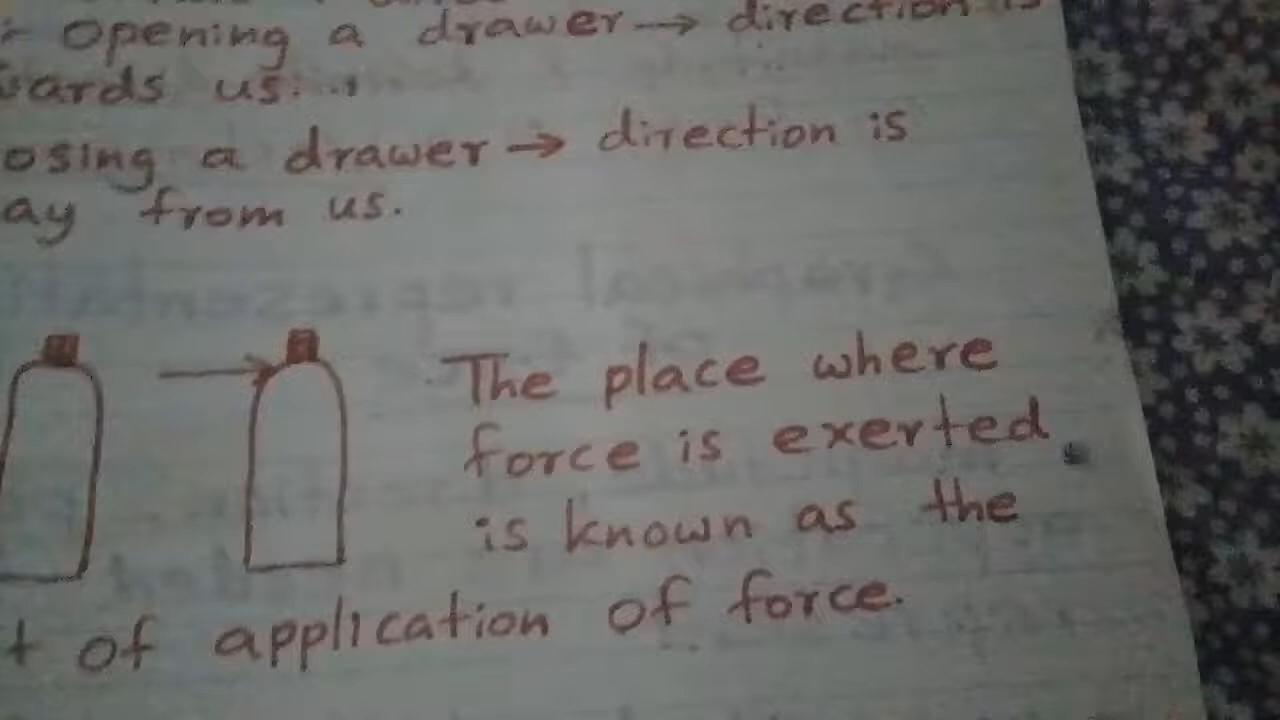 opening a drawer → direction is
wards us.
osing a drawer → direction is
ay from us.
The place where
force is exerted
is known as the
t of application of force.